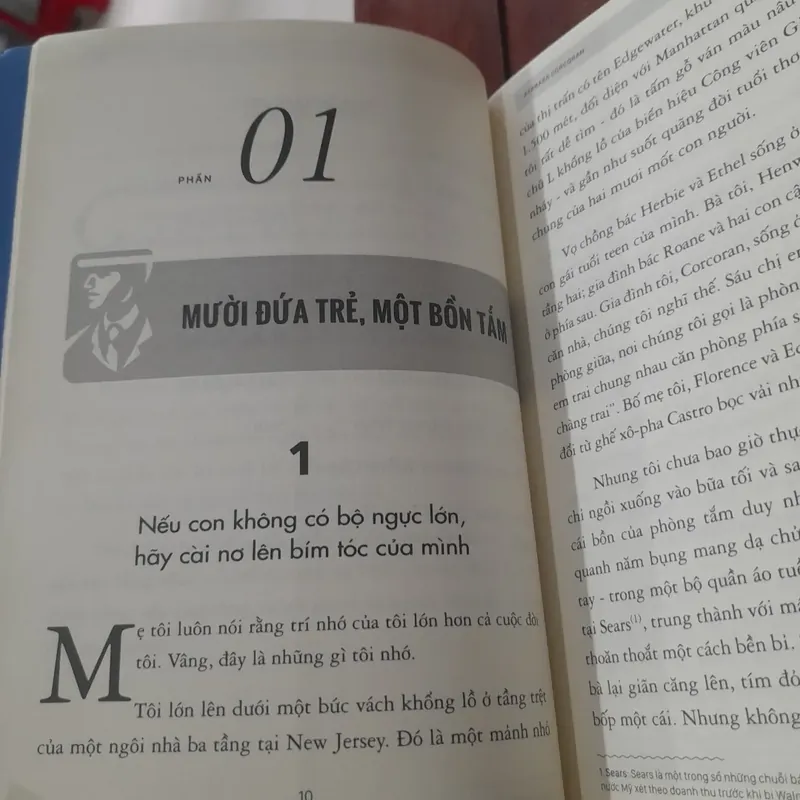 PHẦN 01
MƯỜI ĐỨA TRẺ, MỘT BỒN TẮM
1
Nếu con không có bộ ngực lớn,
hãy cài nơ lên bím tóc của mình
Mẹ tôi luôn nói rằng trí nhớ của tôi lớn hơn cả cuộc đời
tôi. Vâng, đây là những gì tôi nhớ.
Tôi lớn lên dưới một bức vách khổng lồ ở tầng trệt
của một ngôi nhà ba tầng tại New Jersey. Đó là một mảnh nhỏ
10
BARBARA CORCORAN
của thị trấn có tên Edgewater, khu
1.500 mét, đối diện với Manhattan
tôi rất dễ tìm - đó là tấm gỗ ván màu nâu
chữ L khổng lồ của biển hiệu Công viên
nháy - và gần như suốt quãng đời tuổi thơ
chung của hai mươi mốt con người.
Vợ chồng bác Herbie và Ethel sống ở
con gái tuổi teen của mình. Bà tôi,
tầng hai; gia đình bác Roane và hai con
ở phía sau. Gia đình tôi, Corcoran, sống ở
căn nhà, chúng tôi nghĩ thế. Sáu chị em
phòng giữa, nơi chúng tôi gọi là phòng
em trai chung nhau căn phòng phía
chàng trai". Bố mẹ tôi, Florence và
đổi từ ghế xô-pha Castro bọc vải
Nhưng tôi chưa bao giờ thực
chị ngồi xuống vào bữa tối và
cái bồn của phòng tắm duy
quanh năm bụng mang dạ
tay - trong một bộ quần áo
tại Sears(1), trung thành với
thoăn thoắt một cách bền bỉ.
bà lại giãn căng lên, tím đỏ
bốp một cái. Nhưng không
1 Sears: Sears là một trong số những chuỗi
nước Mỹ xét theo doanh thu trước khi bị